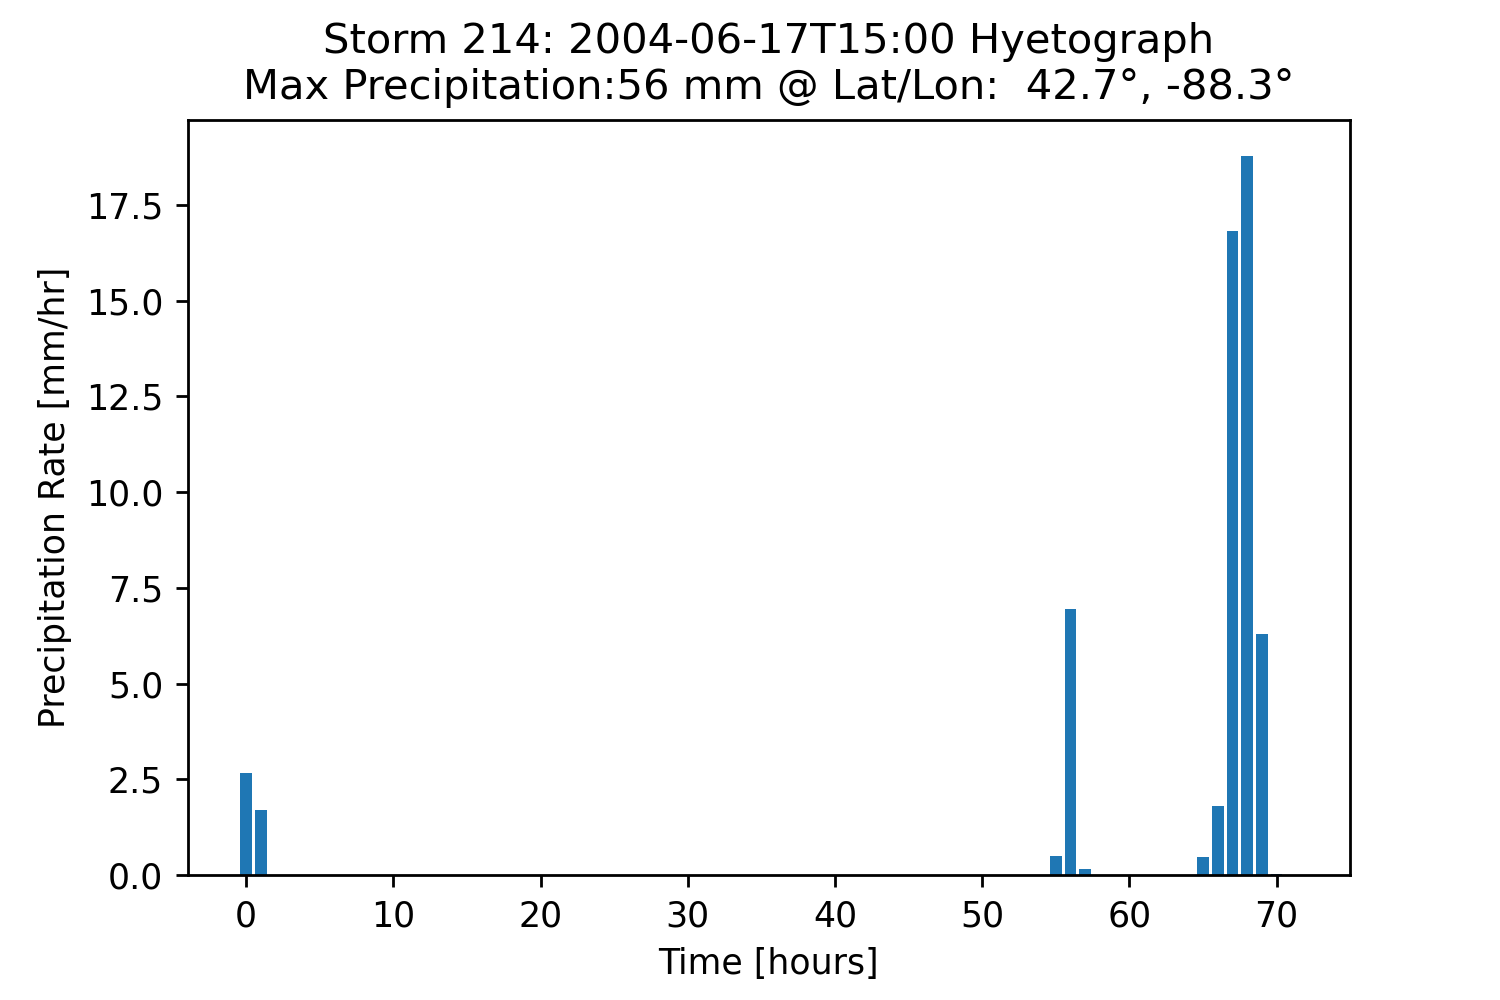 Storm 214: 2004-06-17T15:00 Hyetograph
Max Precipitation:56 mm @ Lat/Lon:  42.7°, -88.3°
Precipitation Rate [mm/hr]
17.5
15.0
12.5
10.0
7.5
5.0
2.5
0.0
0 10 20 30 40 50 60 70
Time [hours]